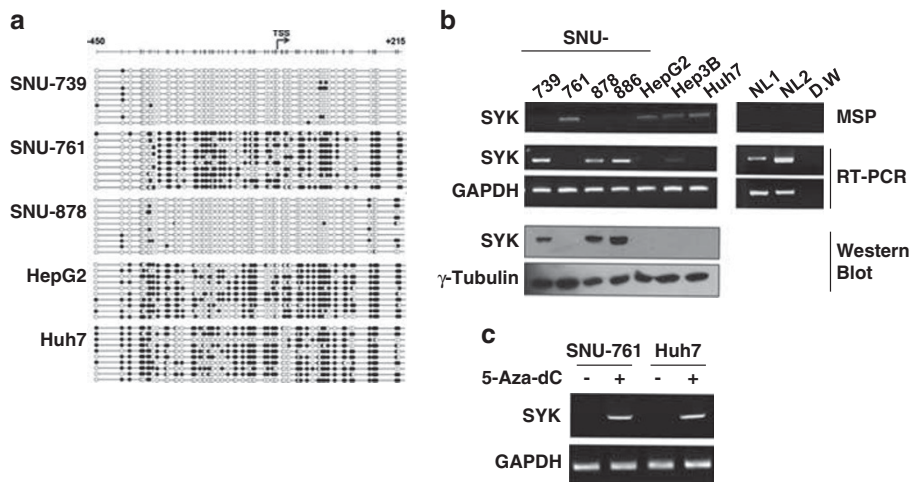 a
-450
TSS
+215
SNU-739
SNU-761
SNU-878
HepG2
Huh7
b
SNU-
739 761 878 886 HepG2 Hep3B Huh7 NL1 NL2 D.W
SYK MSP
SYK
GAPDH
RT-PCR
SYK
γ-Tubulin
Western
Blot
c
SNU-761 Huh7
5-Aza-dC - + - +
SYK
GAPDH